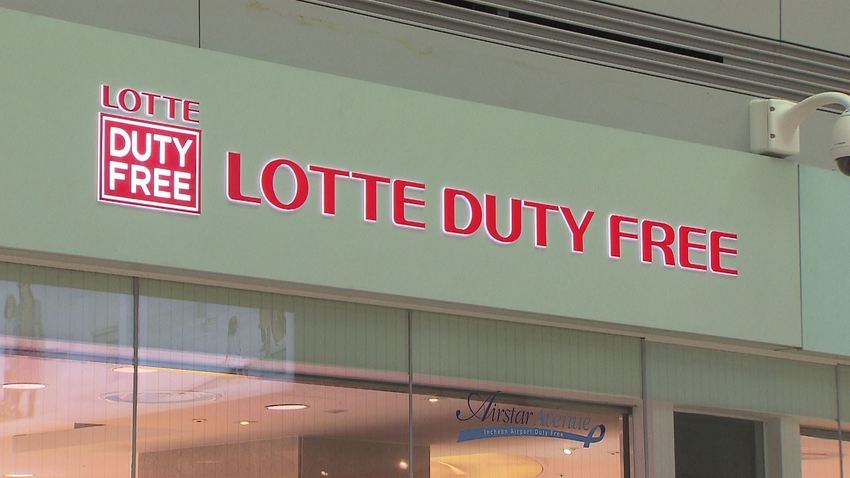 LOTTE
DUTY
FREE
LOTTE DUTY FREE
Airstar Avenue
Incheon Airport Duty Free